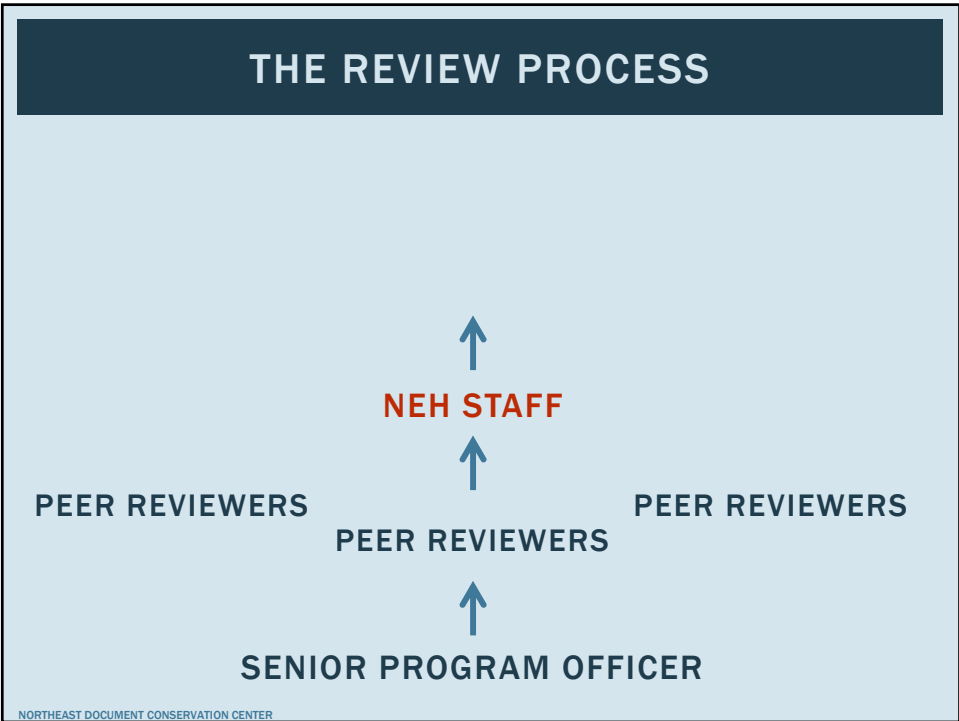 THE REVIEW PROCESS
NEH STAFF
PEER REVIEWERS
PEER REVIEWERS
PEER REVIEWERS
SENIOR PROGRAM OFFICER
NORTHEAST DOCUMENT CONSERVATION CENTER